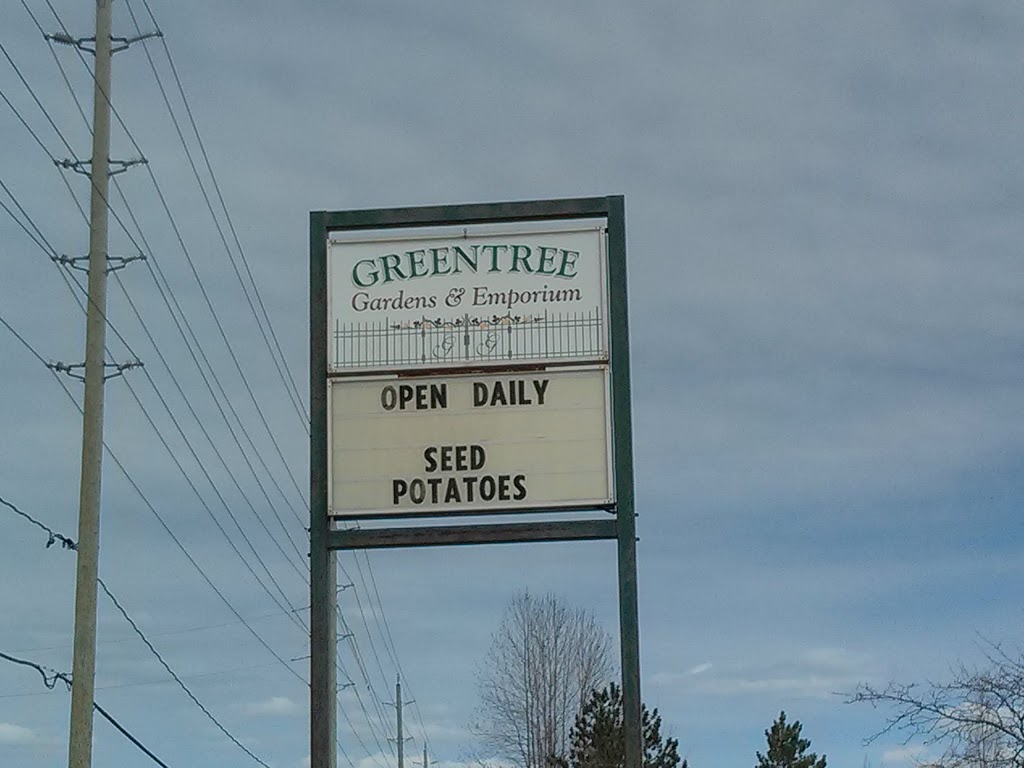 GREENTREE
Gardens & Emporium
G G
OPEN DAILY
SEED
POTATOES